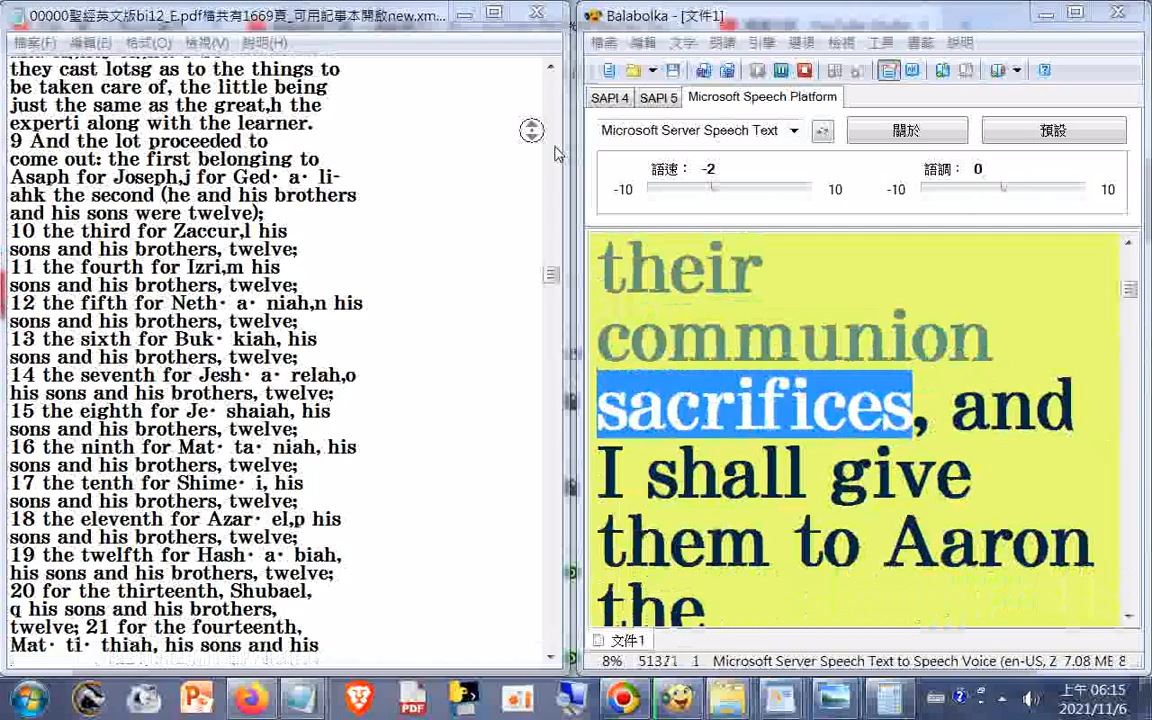 00000聖經英文版bi12_E.pdf檔共有1669頁_可用記事本開啟new.xm...
檔案(F) 編輯(E) 格式(O) 檢視(V) 說明(H)
they cast lotsg as to the things to
be taken care of, the little being
just the same as the great,h the
experti along with the learner.
9 And the lot proceeded to
come out: the first belonging to
Asaph for Joseph,j for Ged· a· li-
ahk the second (he and his brothers
and his sons were twelve);
10 the third for Zaccur,l his
sons and his brothers, twelve;
11 the fourth for Izri,m his
sons and his brothers, twelve;
12 the fifth for Neth· a· niah,n his
sons and his brothers, twelve;
13 the sixth for Buk· kiah, his
sons and his brothers, twelve;
14 the seventh for Jesh· a· relah,o
his sons and his brothers, twelve;
15 the eighth for Je· shaiah, his
sons and his brothers, twelve;
16 the ninth for Mat· ta· niah, his
sons and his brothers, twelve;
17 the tenth for Shime· i, his
sons and his brothers, twelve;
18 the eleventh for Azar· el,p his
sons and his brothers, twelve;
19 the twelfth for Hash· a· biah,
his sons and his brothers, twelve;
20 for the thirteenth, Shubael,
q his sons and his brothers,
twelve; 21 for the fourteenth,
Mat· ti· thiah, his sons and his
Balabolka - [文件1]
檔案 編輯 文字 朗讀 引擎 選項 檢視 工具 書籤 說明
SAPI 4 SAPI 5 Microsoft Speech Platform
Microsoft Server Speech Text 關於 預設
語速: -2 語調: 0
-10 10 -10 10
their
communion
sacrifices, and
I shall give
them to Aaron
the
文件1
8% 1 Microsoft Server Speech Text to Speech Voice (en-US, Z 7.08 MB 8
PDF
上午 06:15
2021/11/6